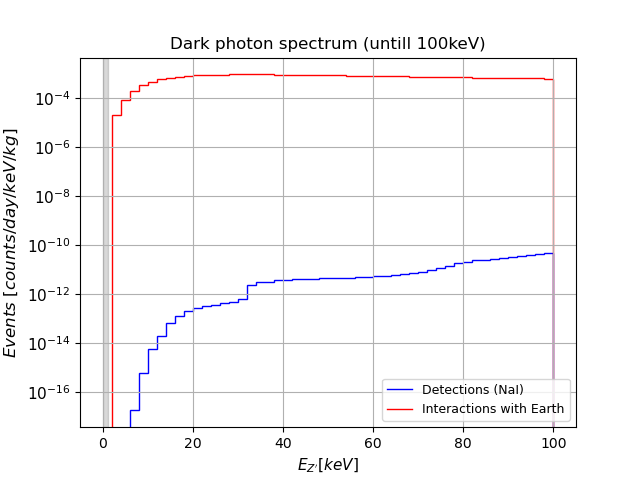 Dark photon spectrum (untill 100keV)
Events [counts/day/keV/kg]
10⁻⁴
10⁻⁶
10⁻⁸
10⁻¹⁰
10⁻¹²
10⁻¹⁴
10⁻¹⁶
Detections (NaI)
Interactions with Earth
0 20 40 60 80 100
E_{Z'}[keV]